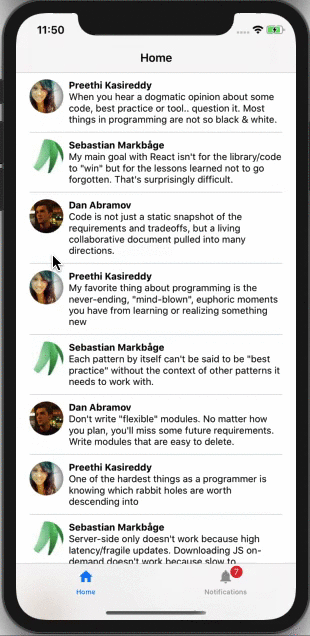 11:50
Home
Preethi Kasireddy
When you hear a dogmatic opinion about some
code, best practice or tool.. question it. Most
things in programming are not so black & white.
Sebastian Markbåge
My main goal with React isn't for the library/code
to "win" but for the lessons learned not to go
forgotten. That's surprisingly difficult.
Dan Abramov
Code is not just a static snapshot of the
requirements and tradeoffs, but a living
collaborative document pulled into many
directions.
Preethi Kasireddy
My favorite thing about programming is the
never-ending, "mind-blown", euphoric moments
you have from learning or realizing something
new
Sebastian Markbåge
Each pattern by itself can't be said to be "best
practice" without the context of other patterns it
needs to work with.
Dan Abramov
Don't write "flexible" modules. No matter how
you plan, you'll miss some future requirements.
Write modules that are easy to delete.
Preethi Kasireddy
One of the hardest things as a programmer is
knowing which rabbit holes are worth
descending into
Sebastian Markbåge
Server-side only doesn't work because high
latency/fragile updates. Downloading JS on-
demand doesn't work because slow to
7
Home
Notifications